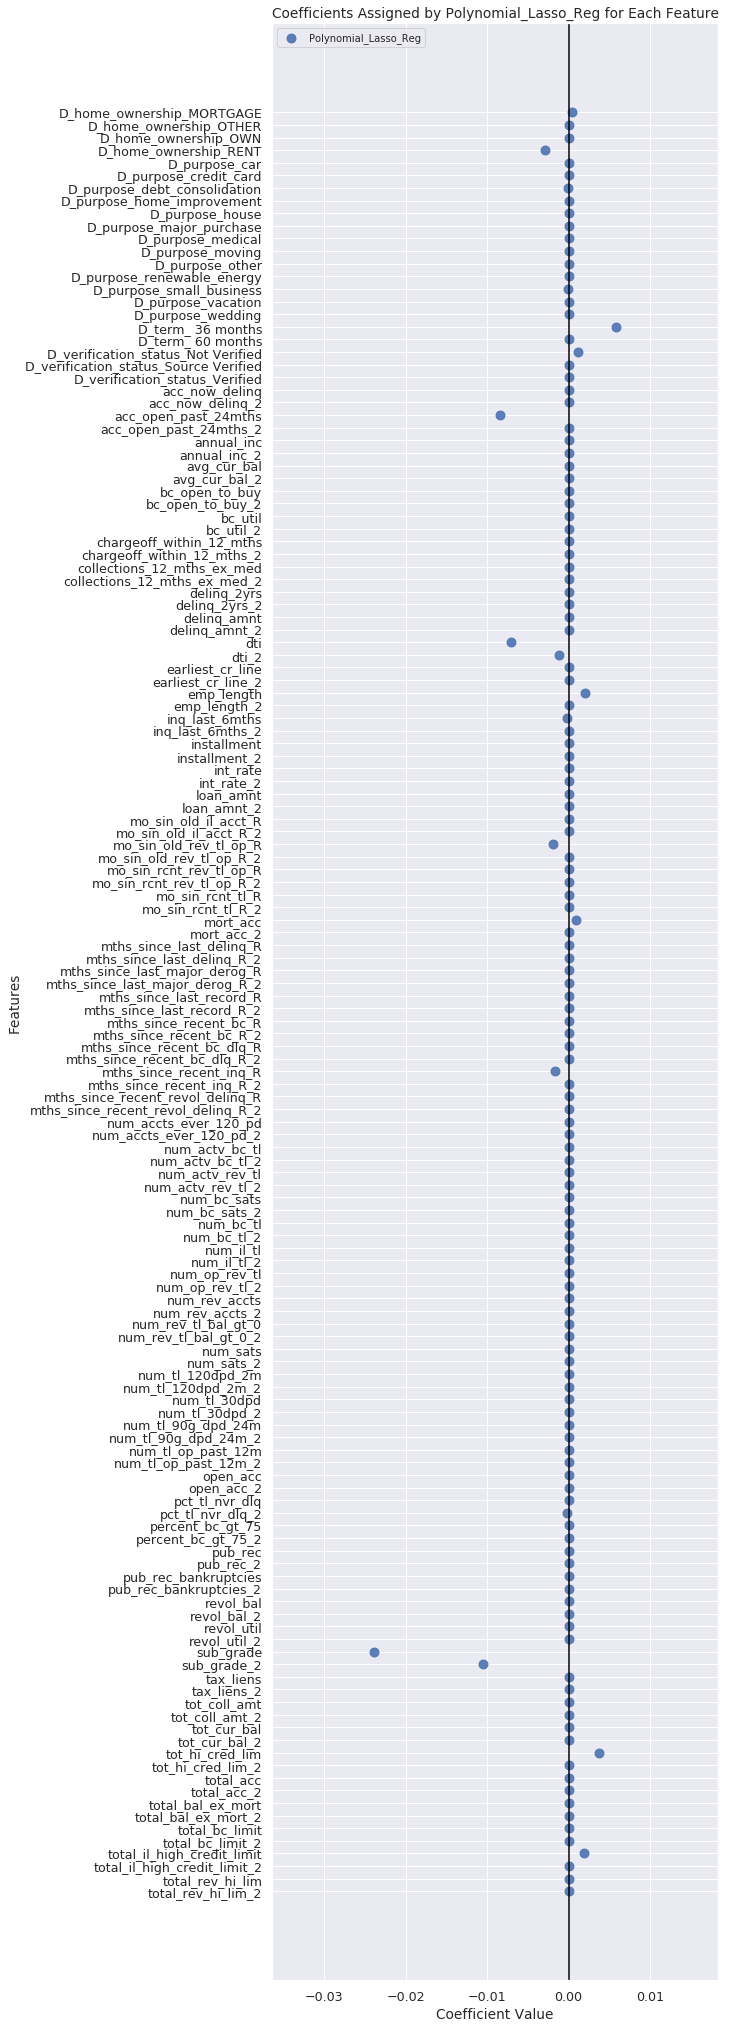 Coefficients Assigned by Polynomial_Lasso_Reg for Each Feature
Polynomial_Lasso_Reg
D_home_ownership_MORTGAGE
D_home_ownership_OTHER
D_home_ownership_OWN
D_home_ownership_RENT
D_purpose_car
D_purpose_credit_card
D_purpose_debt_consolidation
D_purpose_home_improvement
D_purpose_house
D_purpose_major_purchase
D_purpose_medical
D_purpose_moving
D_purpose_other
D_purpose_renewable_energy
D_purpose_small_business
D_purpose_vacation
D_purpose_wedding
D_term_ 36 months
D_term_ 60 months
D_verification_status_Not Verified
D_verification_status_Source Verified
D_verification_status_Verified
acc_now_delinq
acc_now_delinq_2
acc_open_past_24mths
acc_open_past_24mths_2
annual_inc
annual_inc_2
avg_cur_bal
avg_cur_bal_2
bc_open_to_buy
bc_open_to_buy_2
bc_util
bc_util_2
chargeoff_within_12_mths
chargeoff_within_12_mths_2
collections_12_mths_ex_med
collections_12_mths_ex_med_2
delinq_2yrs
delinq_2yrs_2
delinq_amnt
delinq_amnt_2
dti
dti_2
earliest_cr_line
earliest_cr_line_2
emp_length
emp_length_2
inq_last_6mths
inq_last_6mths_2
installment
installment_2
int_rate
int_rate_2
loan_amnt
loan_amnt_2
mo_sin_old_il_acct_R
mo_sin_old_il_acct_R_2
mo_sin_old_rev_tl_op_R
mo_sin_old_rev_tl_op_R_2
mo_sin_rcnt_rev_tl_op_R
mo_sin_rcnt_rev_tl_op_R_2
mo_sin_rcnt_tl_R
mo_sin_rcnt_tl_R_2
mort_acc
mort_acc_2
mths_since_last_delinq_R
mths_since_last_delinq_R_2
mths_since_last_major_derog_R
mths_since_last_major_derog_R_2
mths_since_last_record_R
mths_since_last_record_R_2
mths_since_recent_bc_R
mths_since_recent_bc_R_2
mths_since_recent_bc_dlq_R
mths_since_recent_bc_dlq_R_2
mths_since_recent_inq_R
mths_since_recent_inq_R_2
mths_since_recent_revol_delinq_R
mths_since_recent_revol_delinq_R_2
num_accts_ever_120_pd
num_accts_ever_120_pd_2
num_actv_bc_tl
num_actv_bc_tl_2
num_actv_rev_tl
num_actv_rev_tl_2
num_bc_sats
num_bc_sats_2
num_bc_tl
num_bc_tl_2
num_il_tl
num_il_tl_2
num_op_rev_tl
num_op_rev_tl_2
num_rev_accts
num_rev_accts_2
num_rev_tl_bal_gt_0
num_rev_tl_bal_gt_0_2
num_sats
num_sats_2
num_tl_120dpd_2m
num_tl_120dpd_2m_2
num_tl_30dpd
num_tl_30dpd_2
num_tl_90g_dpd_24m
num_tl_90g_dpd_24m_2
num_tl_op_past_12m
num_tl_op_past_12m_2
open_acc
open_acc_2
pct_tl_nvr_dlq
pct_tl_nvr_dlq_2
percent_bc_gt_75
percent_bc_gt_75_2
pub_rec
pub_rec_2
pub_rec_bankruptcies
pub_rec_bankruptcies_2
revol_bal
revol_bal_2
revol_util
revol_util_2
sub_grade
sub_grade_2
tax_liens
tax_liens_2
tot_coll_amt
tot_coll_amt_2
tot_cur_bal
tot_cur_bal_2
tot_hi_cred_lim
tot_hi_cred_lim_2
total_acc
total_acc_2
total_bal_ex_mort
total_bal_ex_mort_2
total_bc_limit
total_bc_limit_2
total_il_high_credit_limit
total_il_high_credit_limit_2
total_rev_hi_lim
total_rev_hi_lim_2
Features
−0.03 −0.02 −0.01 0.00 0.01
Coefficient Value